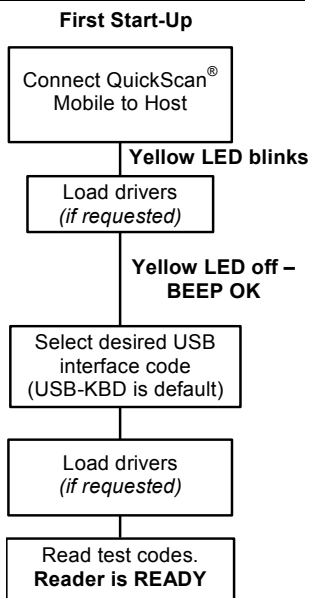 First Start-Up
Connect QuickScan®
Mobile to Host
Yellow LED blinks
Load drivers
(if requested)
Yellow LED off –
BEEP OK
Select desired USB
interface code
(USB-KBD is default)
Load drivers
(if requested)
Read test codes.
Reader is READY